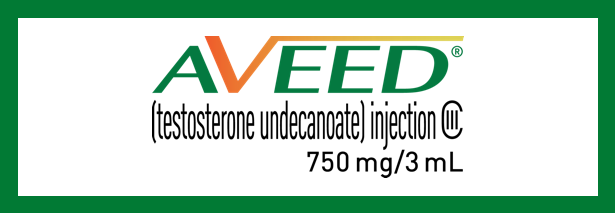 AVEED®
(testosterone undecanoate) injection CIII
750 mg/3 mL